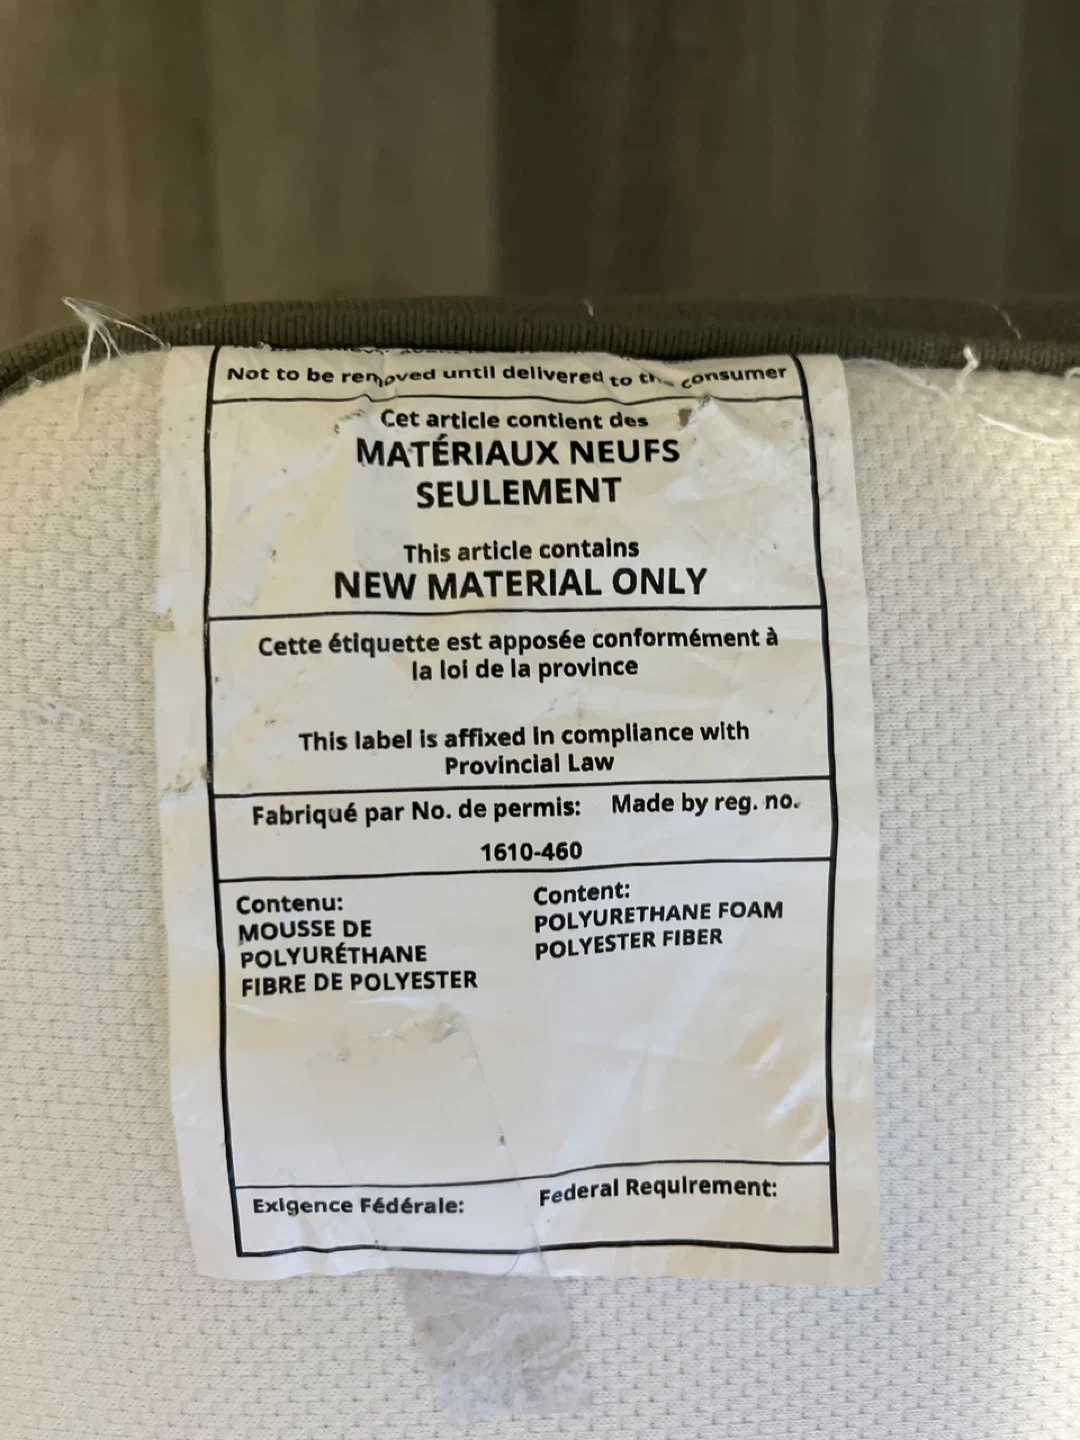 Not to be removed until delivered to the consumer
Cet article contient des
MATÉRIAUX NEUFS
SEULEMENT
This article contains
NEW MATERIAL ONLY
Cette étiquette est apposée conformément à
la loi de la province
This label is affixed in compliance with
Provincial Law
Fabriqué par No. de permis: Made by reg. no.
1610-460
Contenu:
MOUSSE DE
POLYURÉTHANE
FIBRE DE POLYESTER
Content:
POLYURETHANE FOAM
POLYESTER FIBER
Exigence Fédérale:
Federal Requirement: